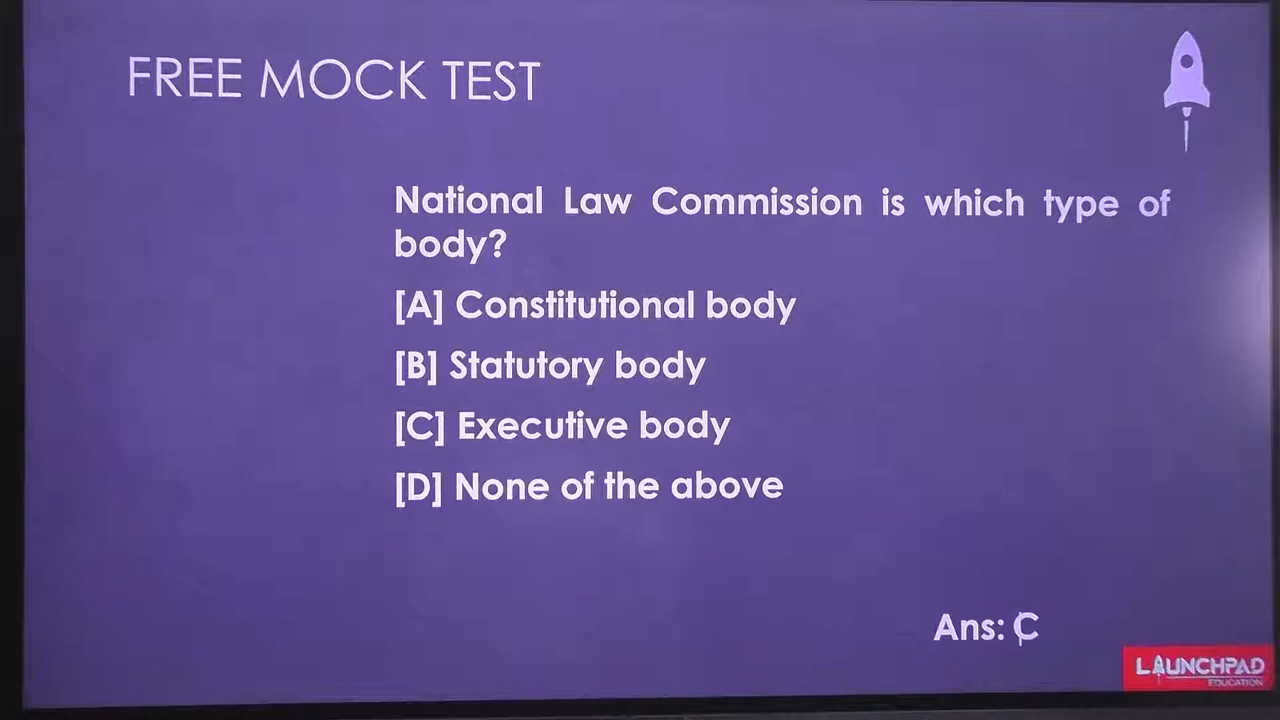 FREE MOCK TEST
National Law Commission is which type of
body?
[A] Constitutional body
[B] Statutory body
[C] Executive body
[D] None of the above
Ans: C
LAUNCHPAD
EDUCATION